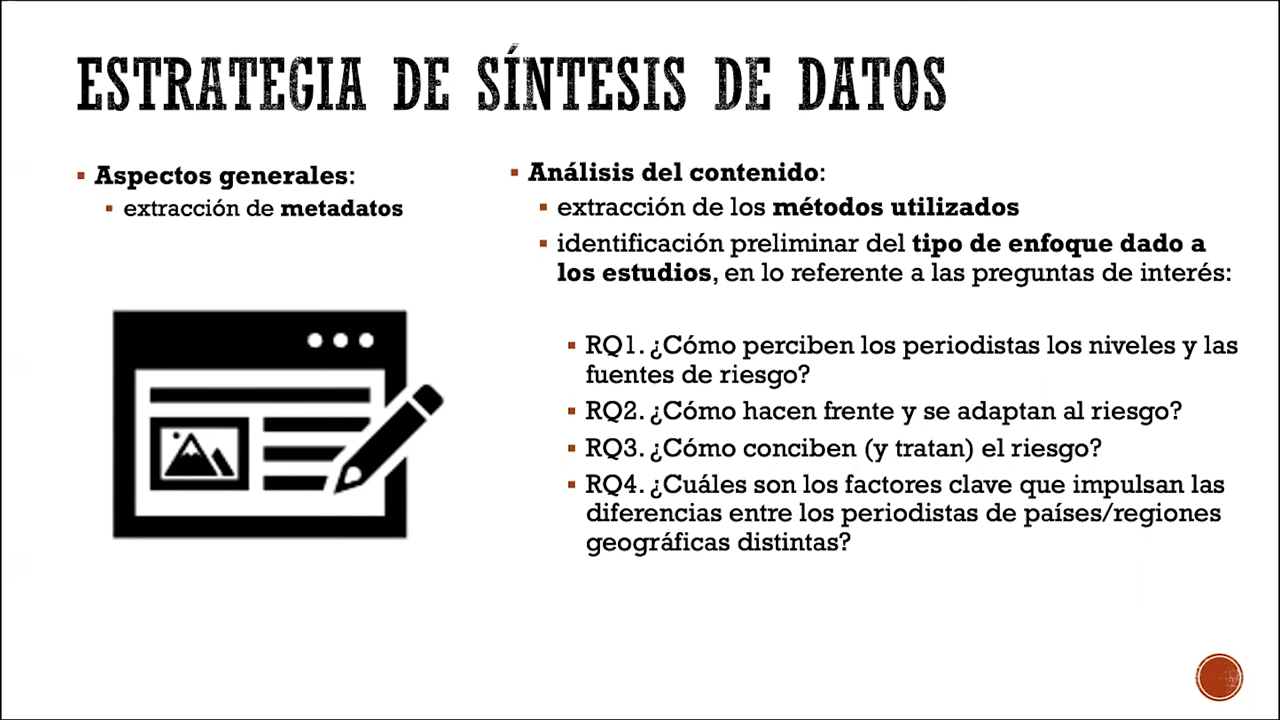 ESTRATEGIA DE SÍNTESIS DE DATOS
Aspectos generales:
extracción de metadatos
Análisis del contenido:
extracción de los métodos utilizados
identificación preliminar del tipo de enfoque dado a
los estudios, en lo referente a las preguntas de interés:
RQ1. ¿Cómo perciben los periodistas los niveles y las
fuentes de riesgo?
RQ2. ¿Cómo hacen frente y se adaptan al riesgo?
RQ3. ¿Cómo conciben (y tratan) el riesgo?
RQ4. ¿Cuáles son los factores clave que impulsan las
diferencias entre los periodistas de países/regiones
geográficas distintas?